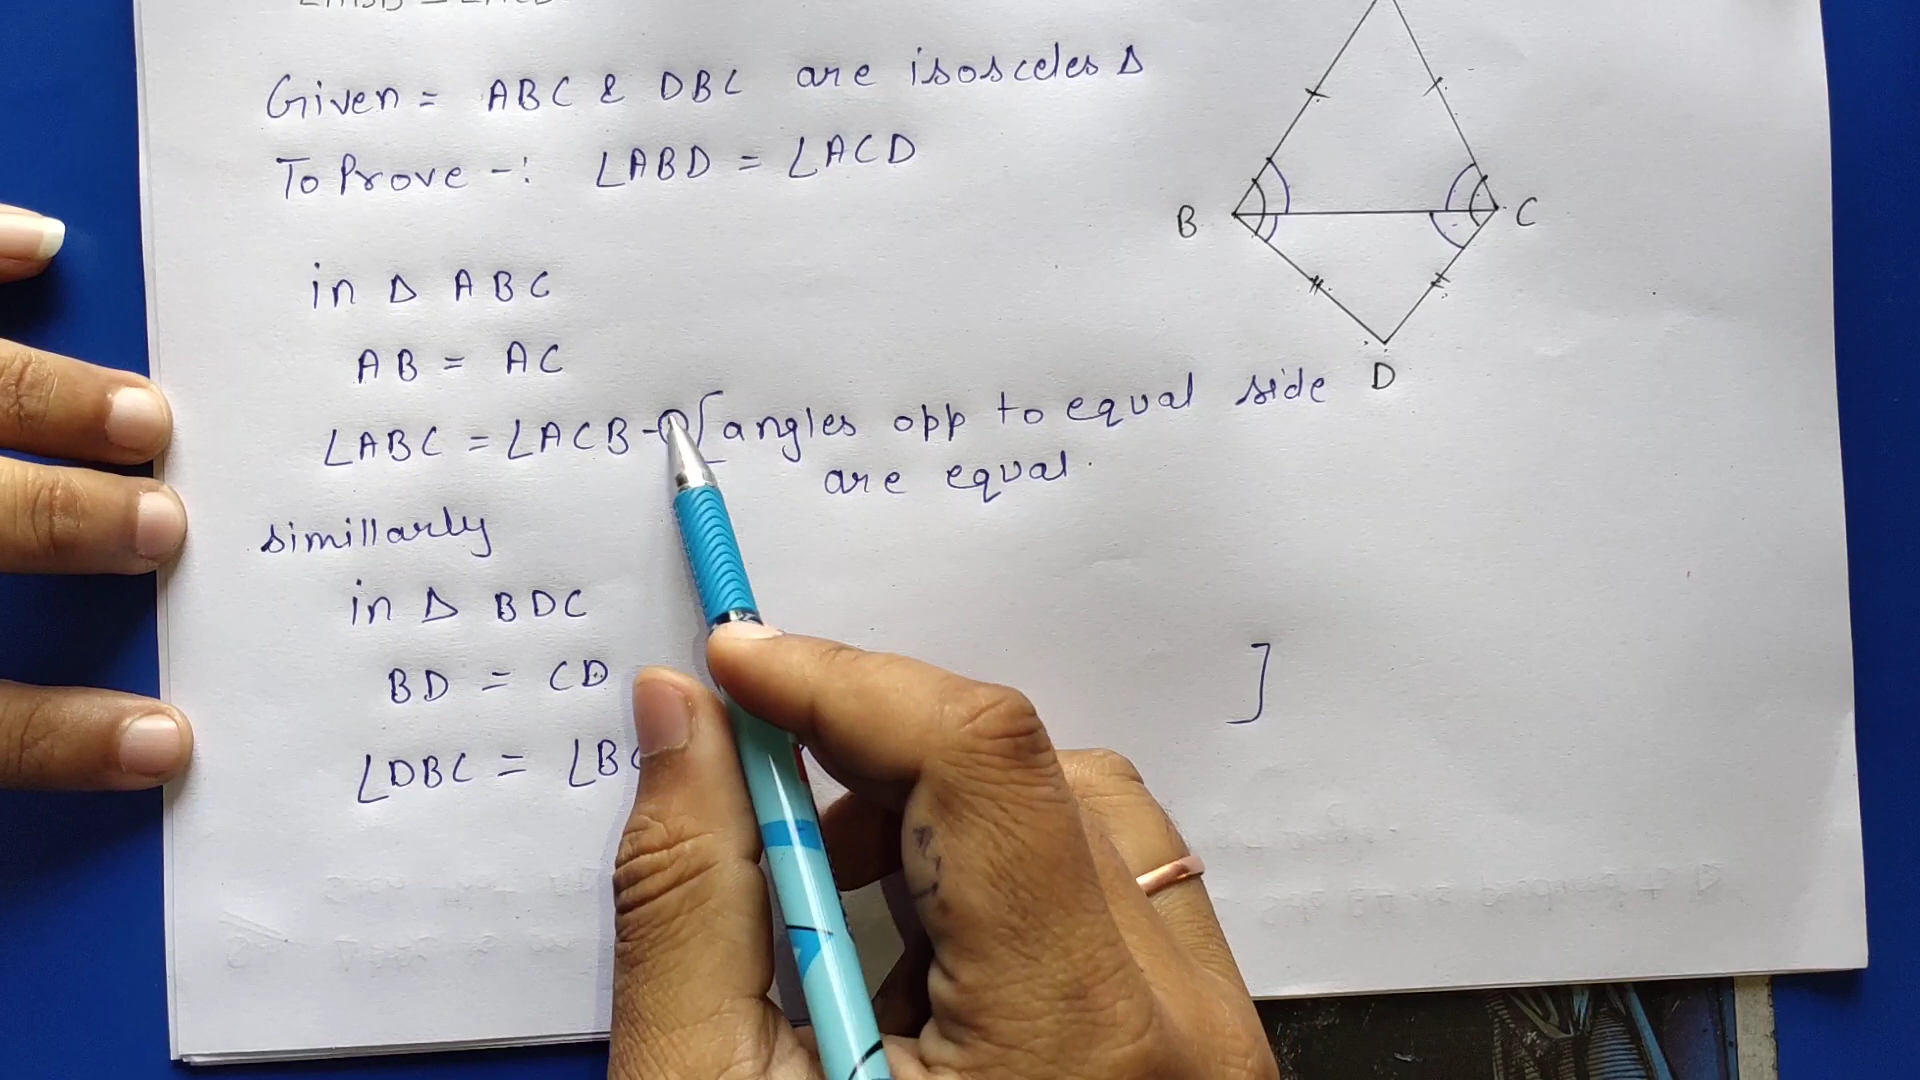 Given = ABC & DBC are isosceles Δ
To Prove -: ∠ABD = ∠ACD
B
C
in Δ ABC
AB = AC
D
∠ABC = ∠ACB - [angles opp to equal side
are equal.
simillarly
in Δ BDC
BD = CD
]
∠DBC = ∠BC